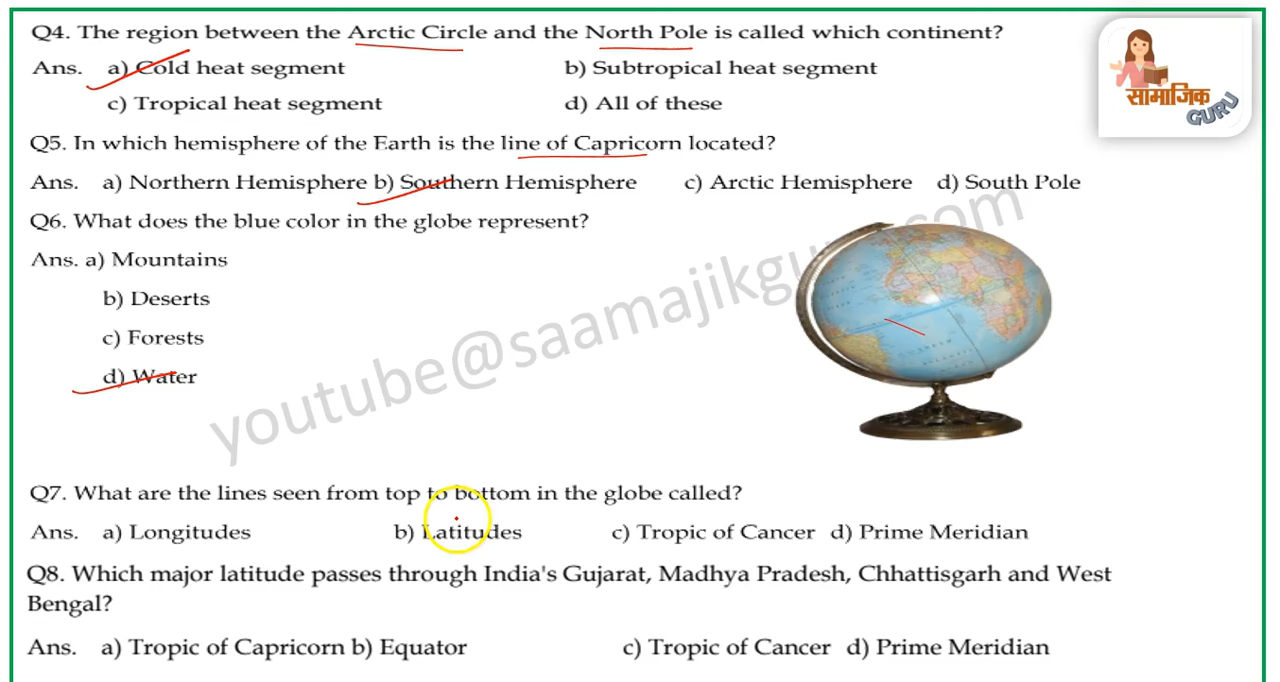 Q4. The region between the Arctic Circle and the North Pole is called which continent?
Ans. a) Cold heat segment b) Subtropical heat segment
c) Tropical heat segment d) All of these
सामाजिक
GURU
Q5. In which hemisphere of the Earth is the line of Capricorn located?
Ans. a) Northern Hemisphere b) Southern Hemisphere c) Arctic Hemisphere d) South Pole
Q6. What does the blue color in the globe represent?
Ans. a) Mountains
b) Deserts
c) Forests
d) Water
youtube@saamajikgu .com
Q7. What are the lines seen from top to bottom in the globe called?
Ans. a) Longitudes b) Latitudes c) Tropic of Cancer d) Prime Meridian
Q8. Which major latitude passes through India's Gujarat, Madhya Pradesh, Chhattisgarh and West
Bengal?
Ans. a) Tropic of Capricorn b) Equator c) Tropic of Cancer d) Prime Meridian